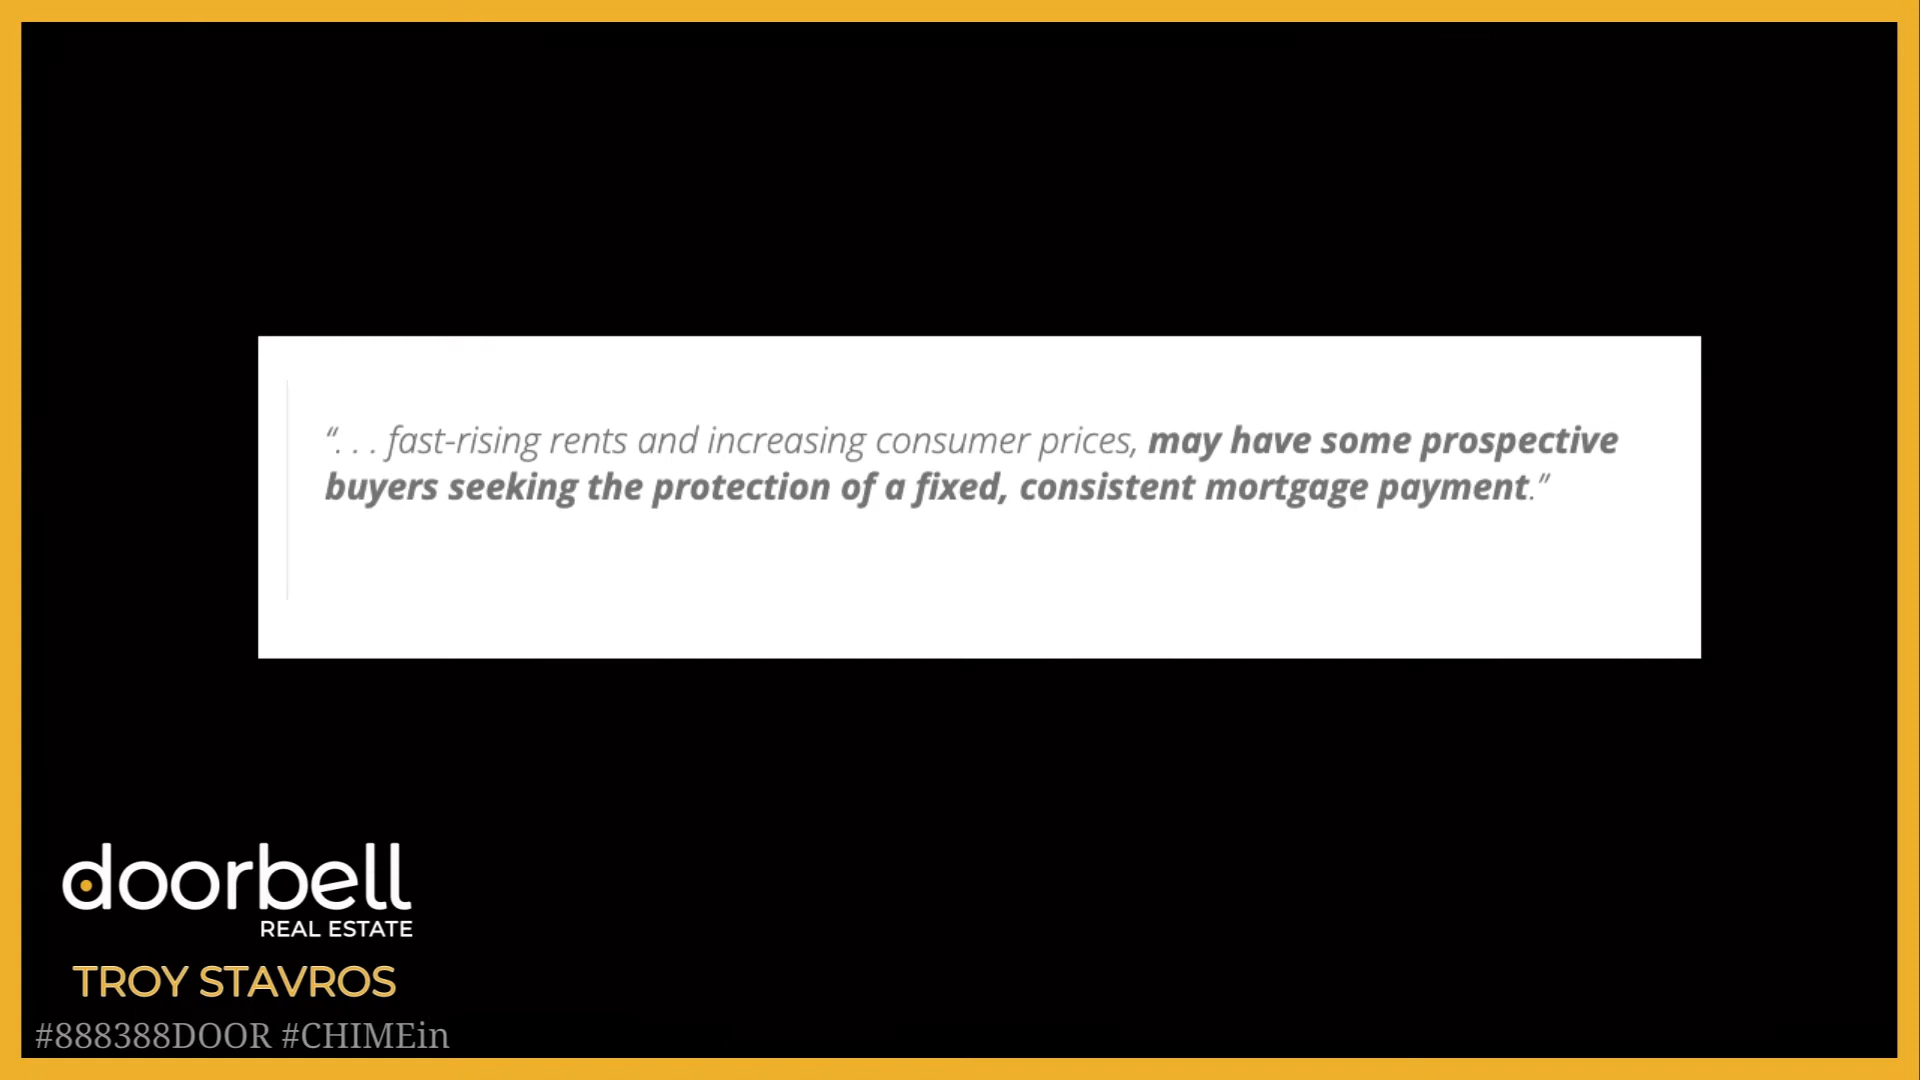 “. . . fast-rising rents and increasing consumer prices, may have some prospective
buyers seeking the protection of a fixed, consistent mortgage payment.”
doorbell
REAL ESTATE
TROY STAVROS
#888388DOOR #CHIMEin